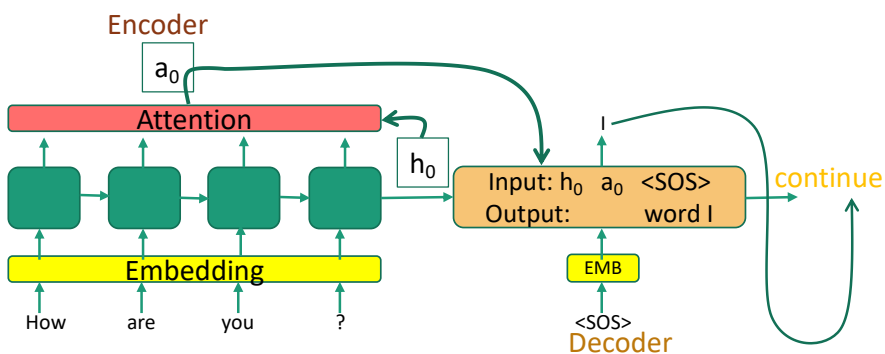 Encoder
a₀
Attention
h₀
I
Input: h₀ a₀ <SOS>
Output: word I
continue
Embedding
EMB
How are you ?
<SOS>
Decoder